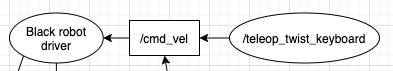 Black robot
driver
/cmd_vel
/teleop_twist_keyboard